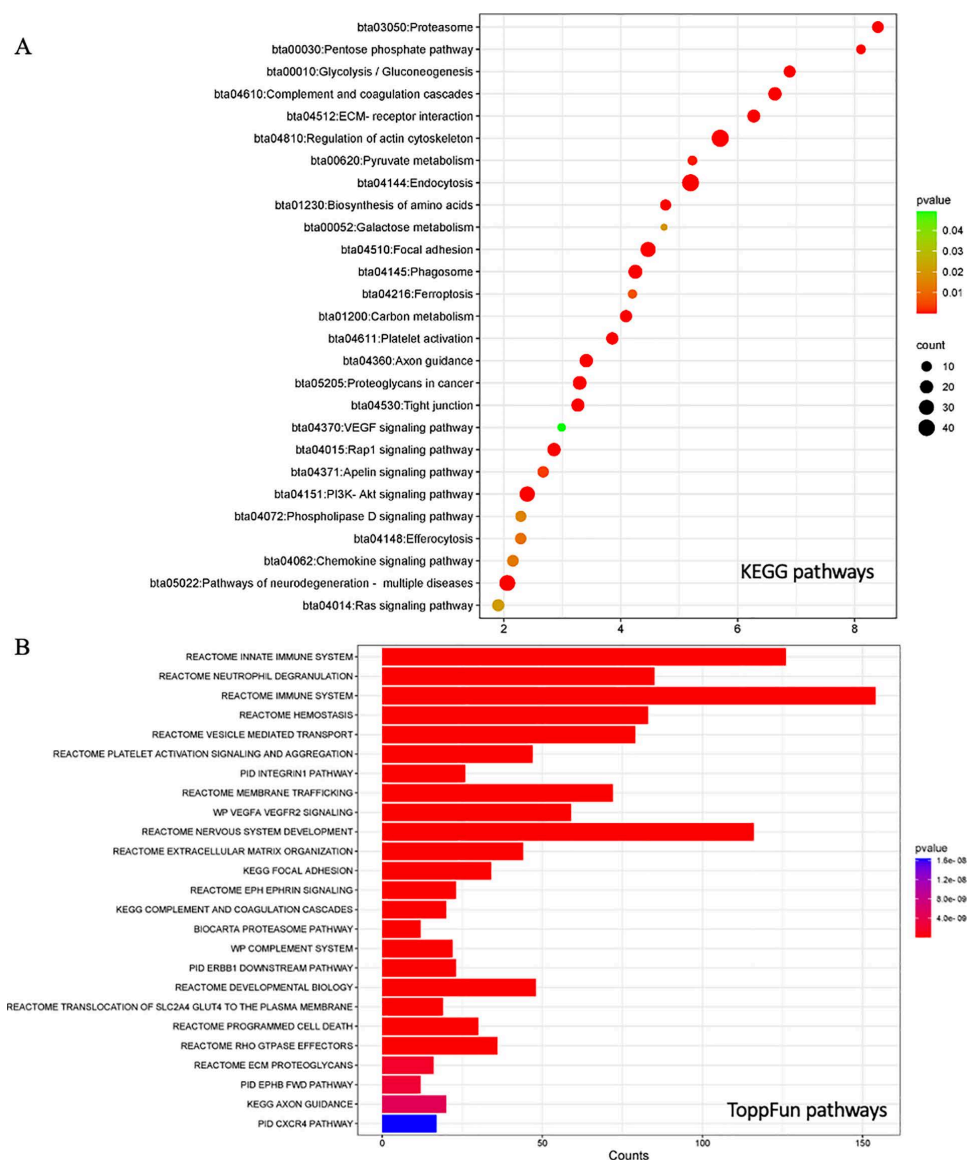 A
bta03050:Proteasome
bta00030:Pentose phosphate pathway
bta00010:Glycolysis / Gluconeogenesis
bta04610:Complement and coagulation cascades
bta04512:ECM- receptor interaction
bta04810:Regulation of actin cytoskeleton
bta00620:Pyruvate metabolism
bta04144:Endocytosis
bta01230:Biosynthesis of amino acids
bta00052:Galactose metabolism
bta04510:Focal adhesion
bta04145:Phagosome
bta04216:Ferroptosis
bta01200:Carbon metabolism
bta04611:Platelet activation
bta04360:Axon guidance
bta05205:Proteoglycans in cancer
bta04530:Tight junction
bta04370:VEGF signaling pathway
bta04015:Rap1 signaling pathway
bta04371:Apelin signaling pathway
bta04151:PI3K- Akt signaling pathway
bta04072:Phospholipase D signaling pathway
bta04148:Efferocytosis
bta04062:Chemokine signaling pathway
bta05022:Pathways of neurodegeneration - multiple diseases
bta04014:Ras signaling pathway
2 4 6 8
KEGG pathways
pvalue
0.04
0.03
0.02
0.01
count
10
20
30
40
B
REACTOME INNATE IMMUNE SYSTEM
REACTOME NEUTROPHIL DEGRANULATION
REACTOME IMMUNE SYSTEM
REACTOME HEMOSTASIS
REACTOME VESICLE MEDIATED TRANSPORT
REACTOME PLATELET ACTIVATION SIGNALING AND AGGREGATION
PID INTEGRIN1 PATHWAY
REACTOME MEMBRANE TRAFFICKING
WP VEGFA VEGFR2 SIGNALING
REACTOME NERVOUS SYSTEM DEVELOPMENT
REACTOME EXTRACELLULAR MATRIX ORGANIZATION
KEGG FOCAL ADHESION
REACTOME EPH EPHRIN SIGNALING
KEGG COMPLEMENT AND COAGULATION CASCADES
BIOCARTA PROTEASOME PATHWAY
WP COMPLEMENT SYSTEM
PID ERBB1 DOWNSTREAM PATHWAY
REACTOME DEVELOPMENTAL BIOLOGY
REACTOME TRANSLOCATION OF SLC2A4 GLUT4 TO THE PLASMA MEMBRANE
REACTOME PROGRAMMED CELL DEATH
REACTOME RHO GTPASE EFFECTORS
REACTOME ECM PROTEOGLYCANS
PID EPHB FWD PATHWAY
KEGG AXON GUIDANCE
PID CXCR4 PATHWAY
0 50 100 150
Counts
ToppFun pathways
pvalue
1.6e- 08
1.2e- 08
8.0e- 09
4.0e- 09